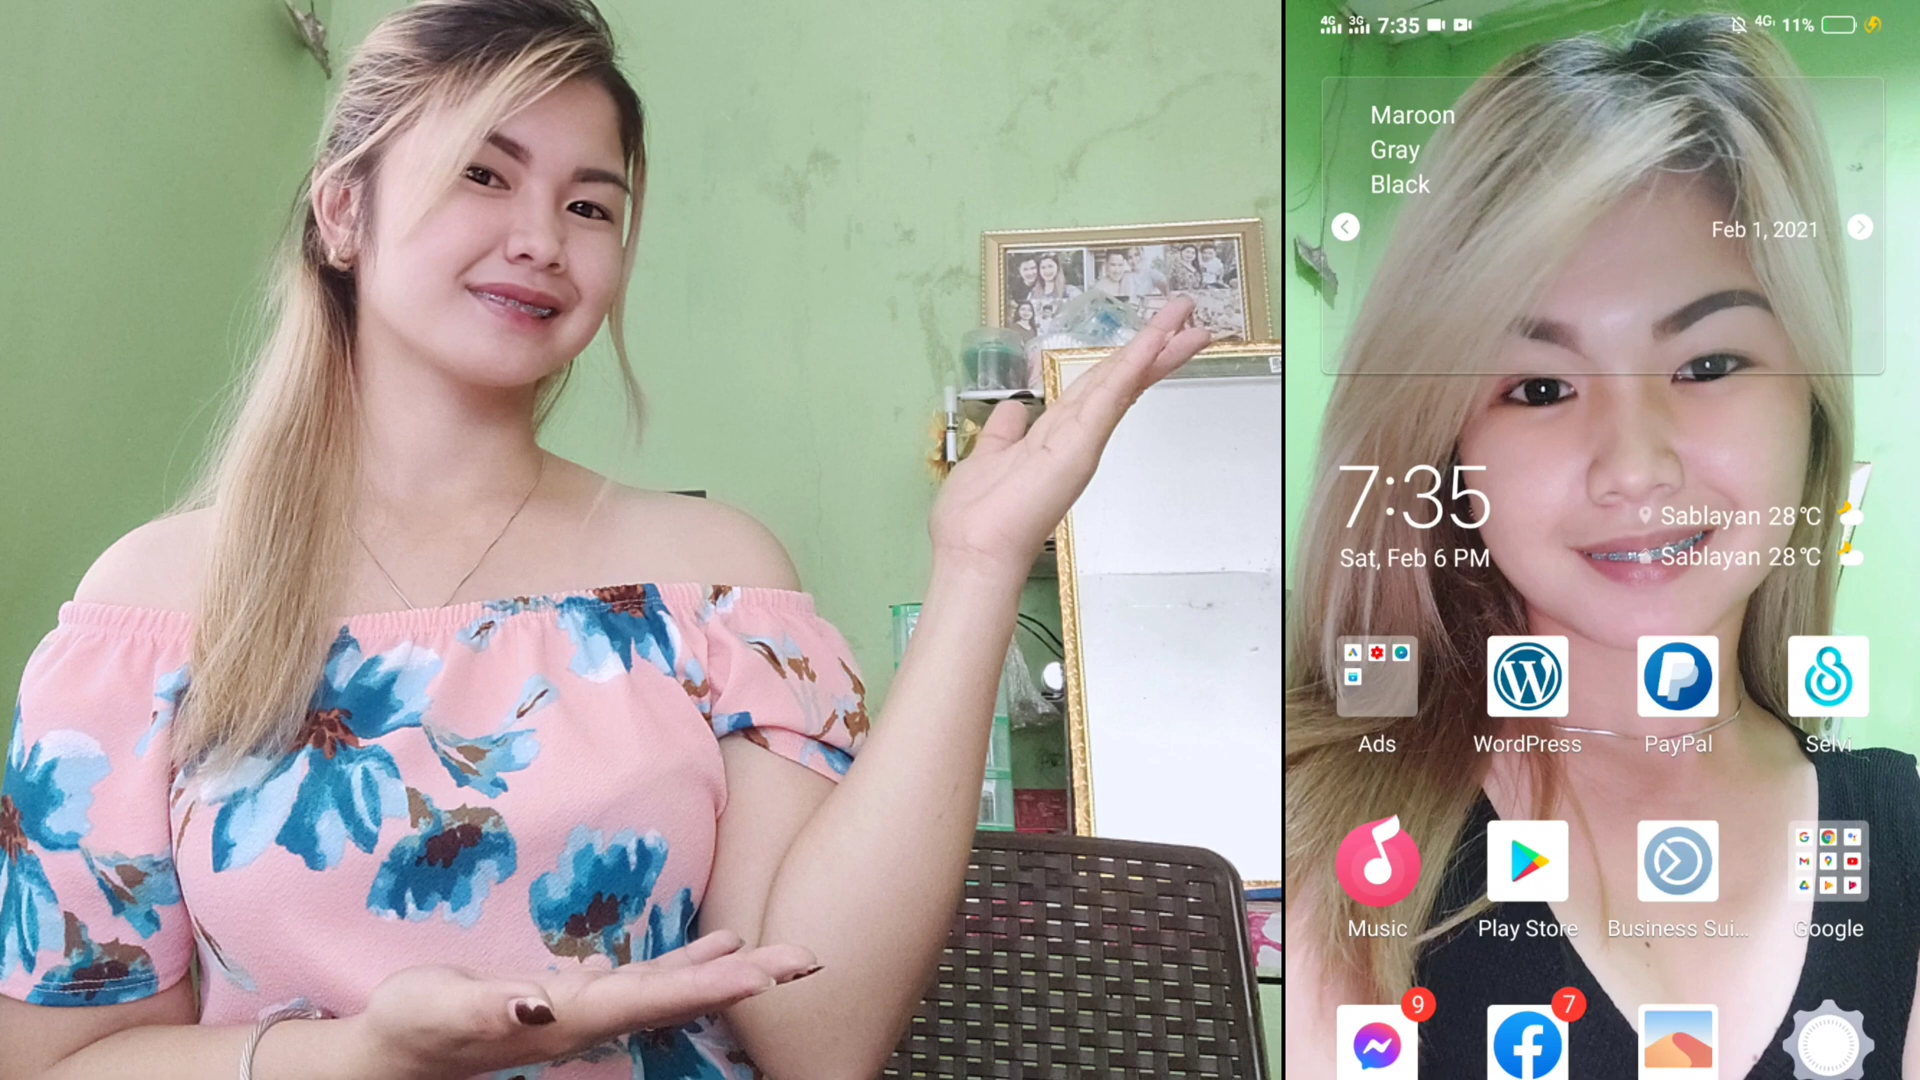 4G 3G 7:35
4G 11%
Maroon
Gray
Black
Feb 1, 2021
7:35
Sat, Feb 6 PM
Sablayan 28℃
Sablayan 28℃
Ads
WordPress
PayPal
Selvi
Music
Play Store
Business Sui...
Google
9
7